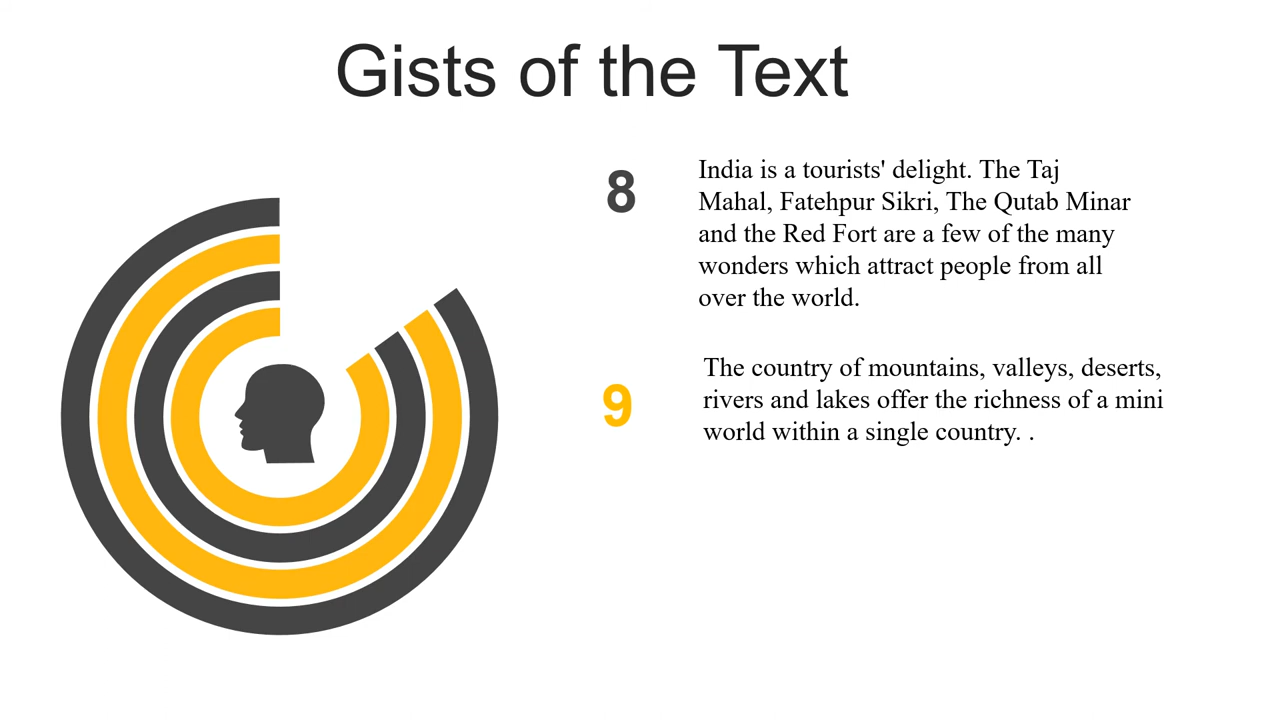 Gists of the Text
8
India is a tourists' delight. The Taj
Mahal, Fatehpur Sikri, The Qutab Minar
and the Red Fort are a few of the many
wonders which attract people from all
over the world.
9
The country of mountains, valleys, deserts,
rivers and lakes offer the richness of a mini
world within a single country. .